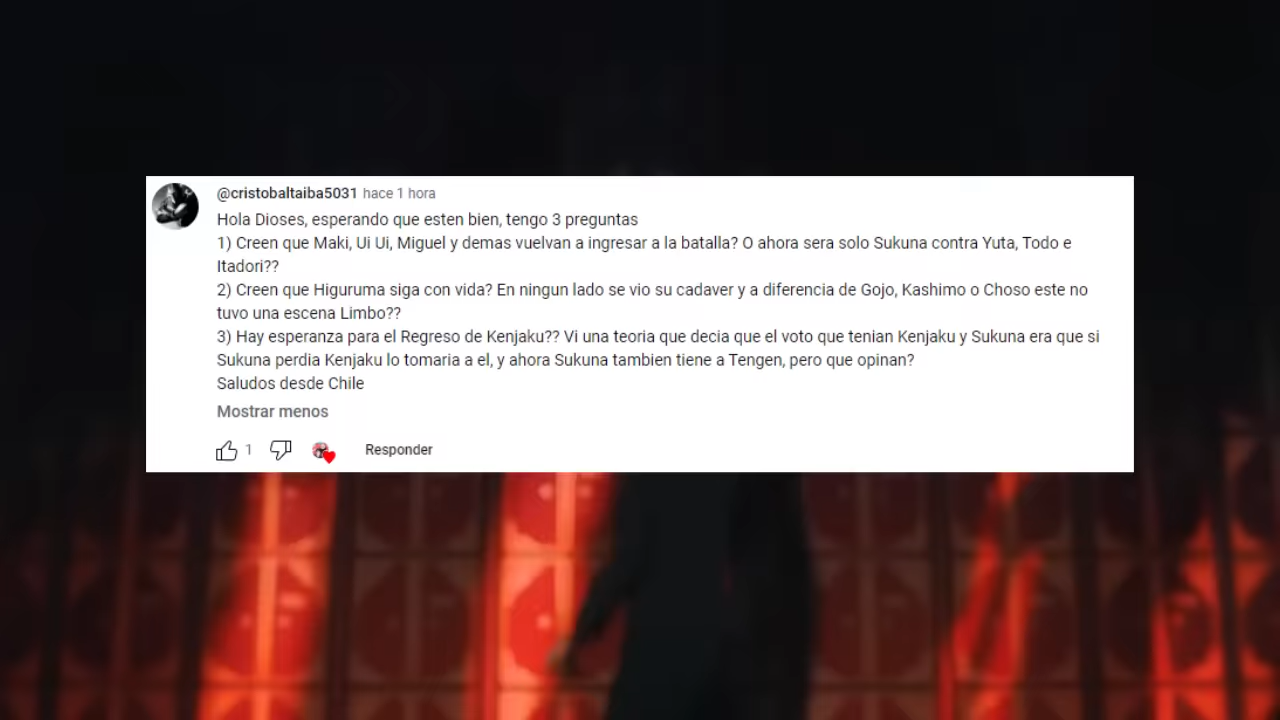 @cristobaltaiba5031 hace 1 hora
Hola Dioses, esperando que esten bien, tengo 3 preguntas
1) Creen que Maki, Ui Ui, Miguel y demas vuelvan a ingresar a la batalla? O ahora sera solo Sukuna contra Yuta, Todo e
Itadori??
2) Creen que Higuruma siga con vida? En ningun lado se vio su cadaver y a diferencia de Gojo, Kashimo o Choso este no
tuvo una escena Limbo??
3) Hay esperanza para el Regreso de Kenjaku?? Vi una teoria que decia que el voto que tenian Kenjaku y Sukuna era que si
Sukuna perdia Kenjaku lo tomaria a el, y ahora Sukuna tambien tiene a Tengen, pero que opinan?
Saludos desde Chile
Mostrar menos
1
Responder